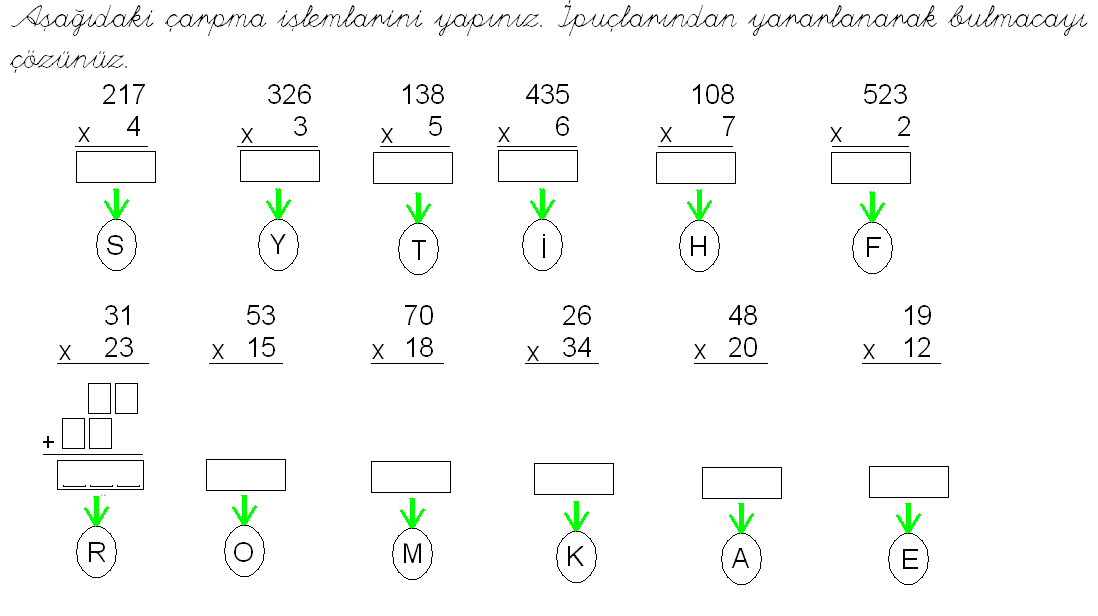 Aşağıdaki çarpma işlemlanini yapınız. İpuçlarından yararlanarak bulmacayı
çözünüz.
217 326 138 435 108 523
x 4 x 3 x 5 x 6 x 7 x 2
S Y T İ H F
31 53 70 26 48 19
x 23 x 15 x 18 x 34 x 20 x 12
+
R O M K A E